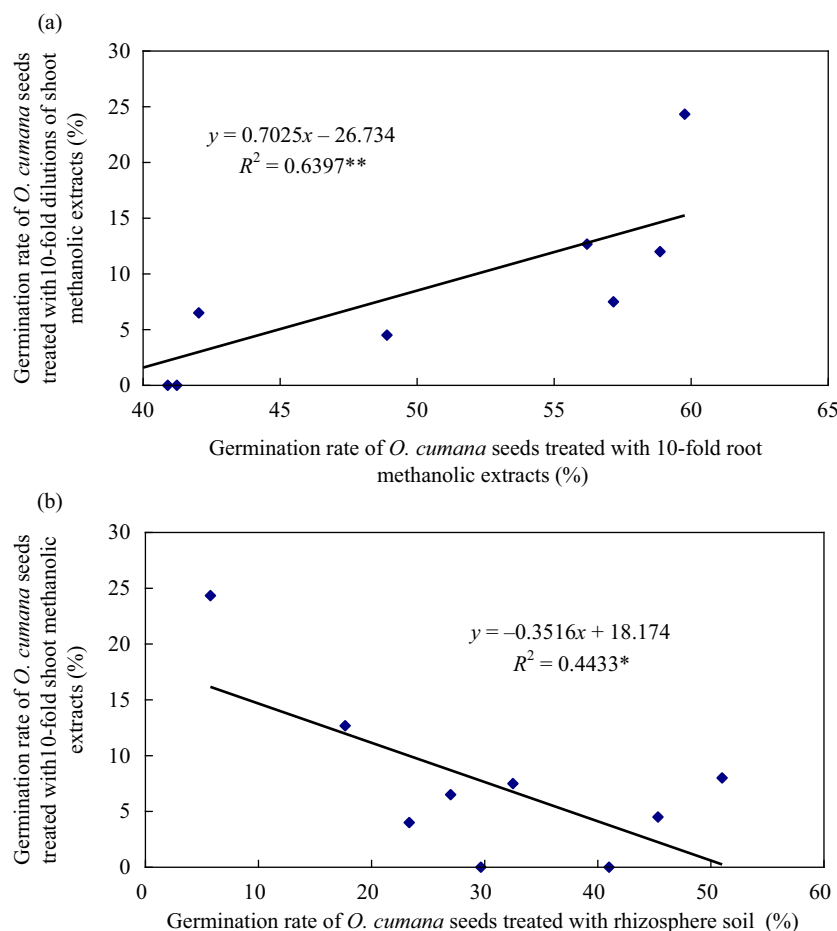 (a)
Germination rate of O. cumana seeds
treated with10-fold dilutions of shoot
methanolic extracts (%)
30
25
20
15
10
5
0
y = 0.7025x – 26.734
R² = 0.6397**
40 45 50 55 60 65
Germination rate of O. cumana seeds treated with 10-fold root
methanolic extracts (%)
(b)
Germination rate of O. cumana seeds
treated with10-fold shoot methanolic
extracts (%)
30
25
20
15
10
5
0
y = –0.3516x + 18.174
R² = 0.4433*
0 10 20 30 40 50 60
Germination rate of O. cumana seeds treated with rhizosphere soil (%)